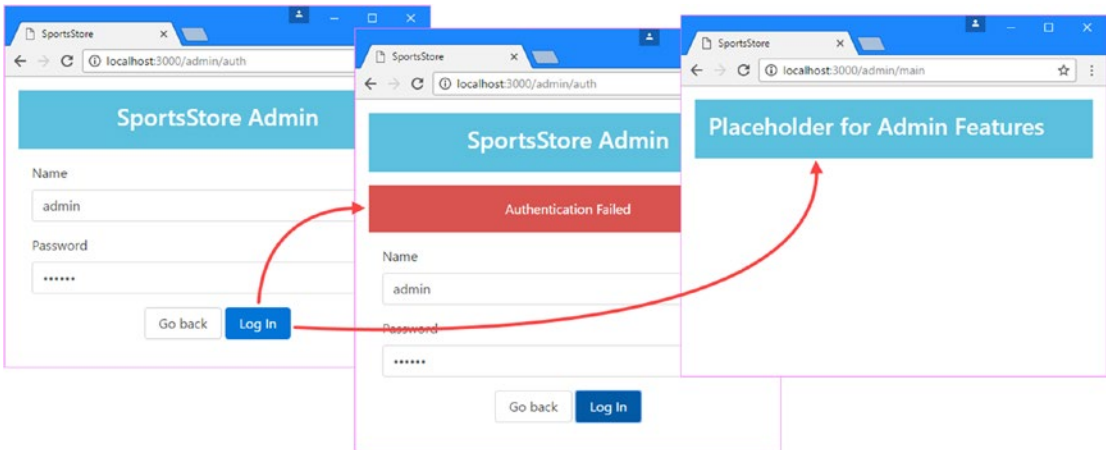 SportsStore
localhost:3000/admin/auth
SportsStore Admin
Name
admin
Password
••••••
Go back Log In
SportsStore
localhost:3000/admin/auth
SportsStore Admin
Authentication Failed
Name
admin
Password
••••••
Go back Log In
SportsStore
localhost:3000/admin/main
Placeholder for Admin Features